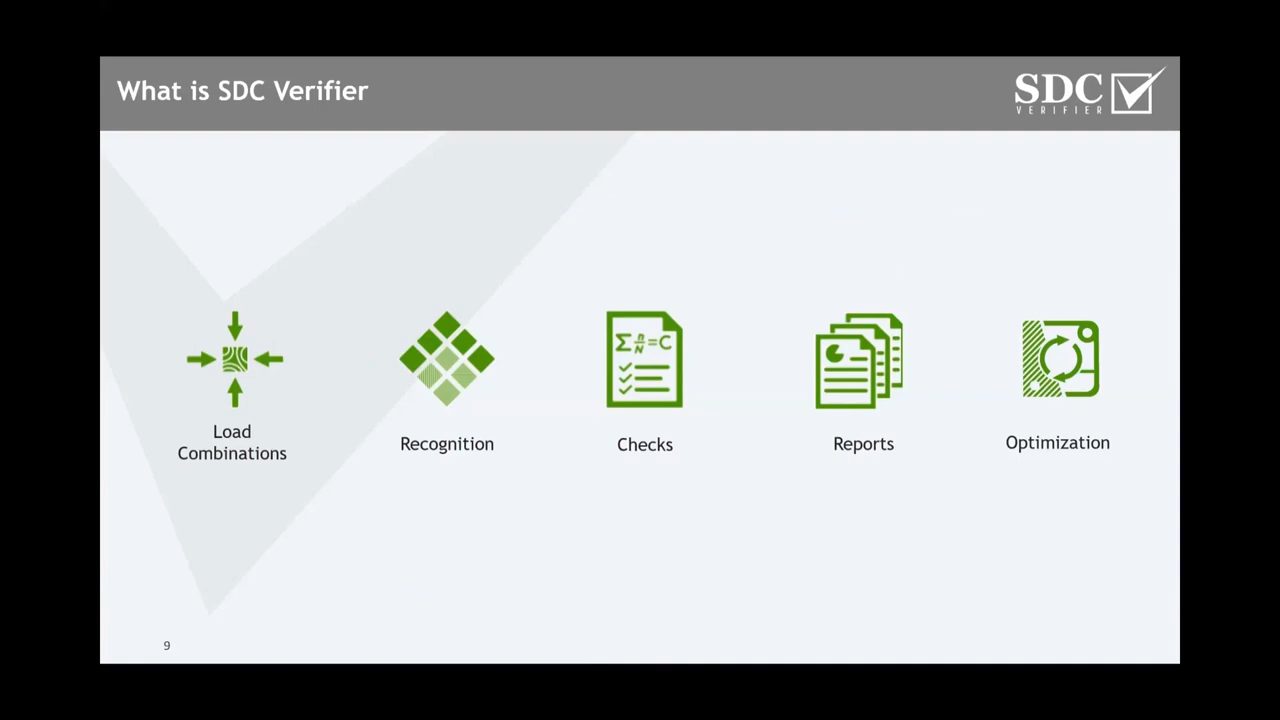 What is SDC Verifier
SDC
VERIFIER
Σ n/N =C
Load
Combinations
Recognition
Checks
Reports
Optimization
9